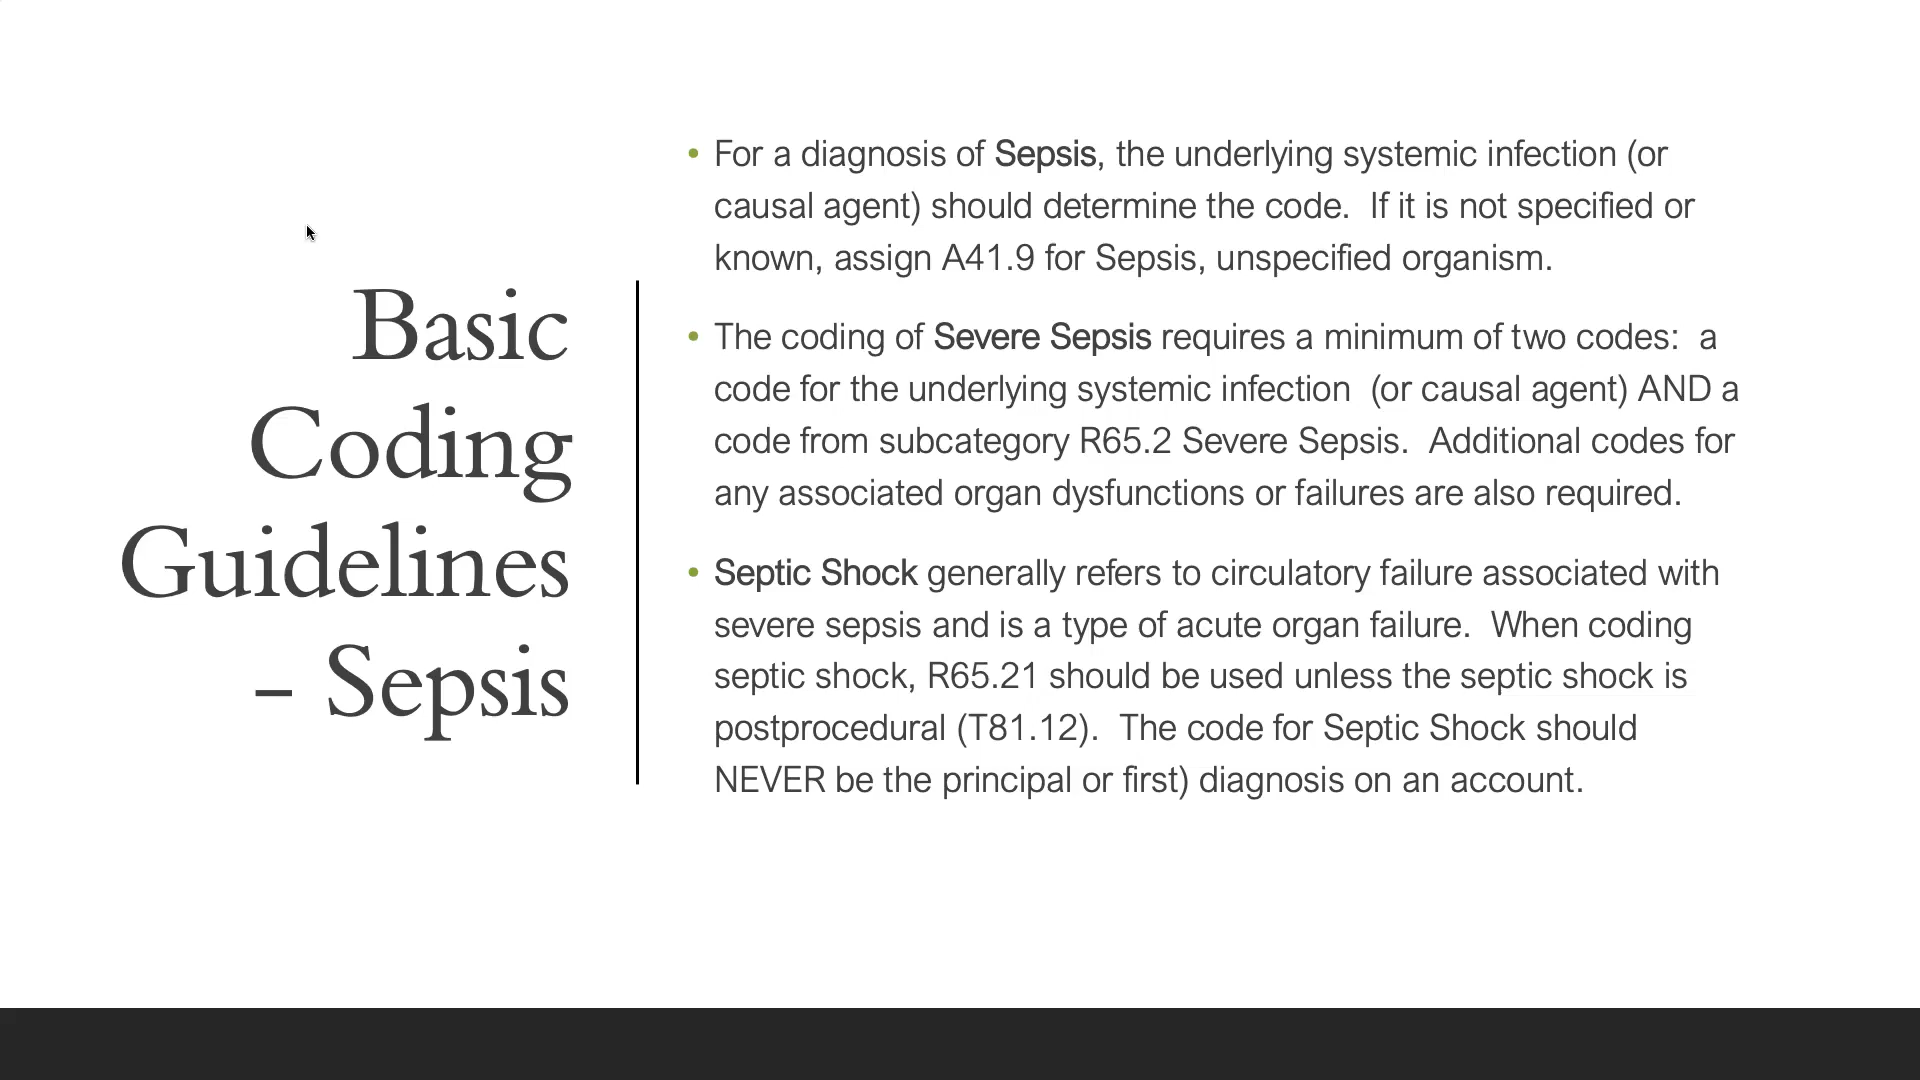 Basic
Coding
Guidelines
– Sepsis
• For a diagnosis of Sepsis, the underlying systemic infection (or
causal agent) should determine the code.  If it is not specified or
known, assign A41.9 for Sepsis, unspecified organism.
• The coding of Severe Sepsis requires a minimum of two codes:  a
code for the underlying systemic infection  (or causal agent) AND a
code from subcategory R65.2 Severe Sepsis.  Additional codes for
any associated organ dysfunctions or failures are also required.
• Septic Shock generally refers to circulatory failure associated with
severe sepsis and is a type of acute organ failure.  When coding
septic shock, R65.21 should be used unless the septic shock is
postprocedural (T81.12).  The code for Septic Shock should
NEVER be the principal or first) diagnosis on an account.